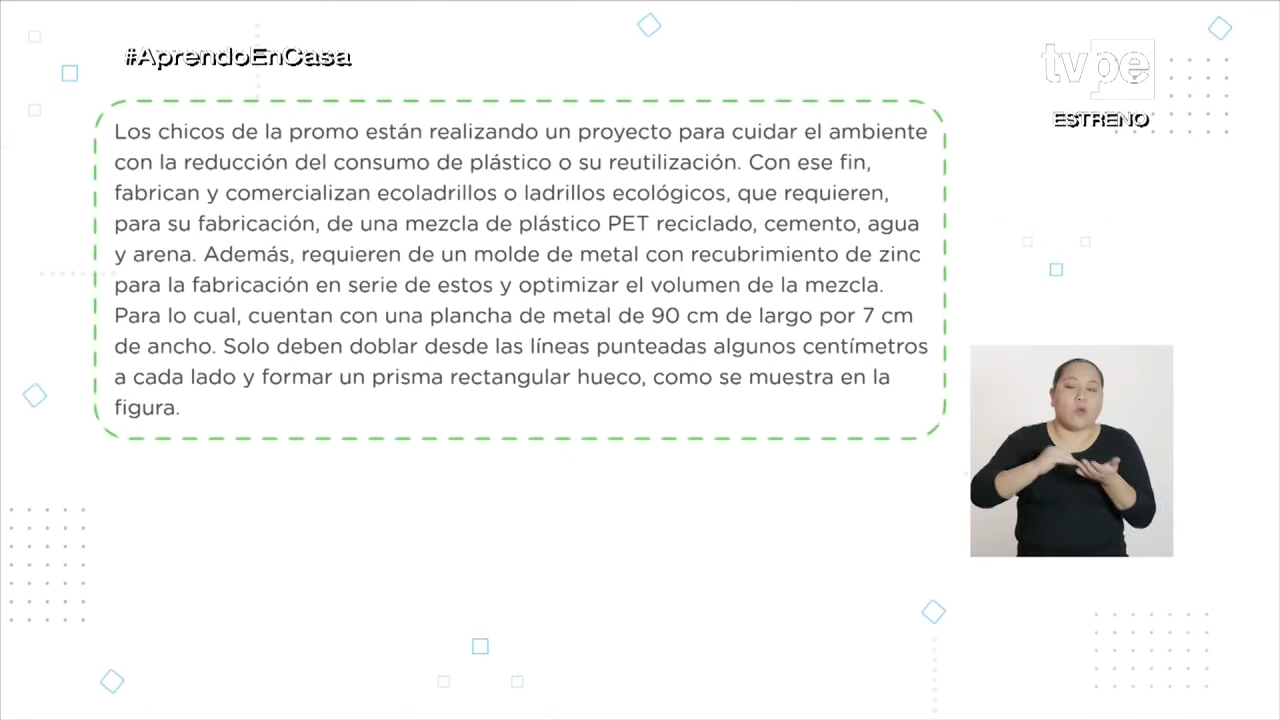 #AprendoEnCasa
tvpe
ESTRENO
Los chicos de la promo están realizando un proyecto para cuidar el ambiente
con la reducción del consumo de plástico o su reutilización. Con ese fin,
fabrican y comercializan ecoladrillos o ladrillos ecológicos, que requieren,
para su fabricación, de una mezcla de plástico PET reciclado, cemento, agua
y arena. Además, requieren de un molde de metal con recubrimiento de zinc
para la fabricación en serie de estos y optimizar el volumen de la mezcla.
Para lo cual, cuentan con una plancha de metal de 90 cm de largo por 7 cm
de ancho. Solo deben doblar desde las líneas punteadas algunos centímetros
a cada lado y formar un prisma rectangular hueco, como se muestra en la
figura.